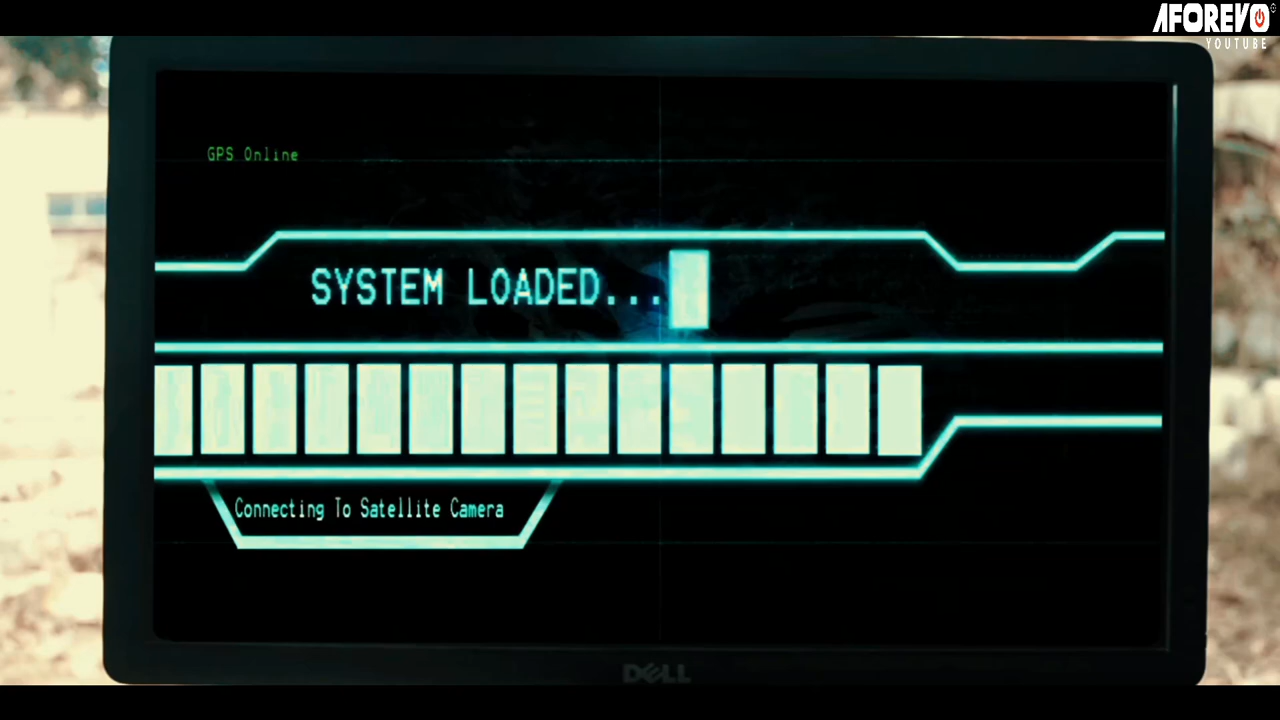 AFOREVO
YOUTUBE
GPS Online
SYSTEM LOADED...
Connecting To Satellite Camera
DELL